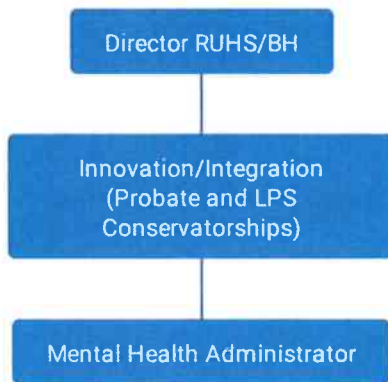 Director RUHS/BH
Innovation/Integration
(Probate and LPS
Conservatorships)
Mental Health Administrator